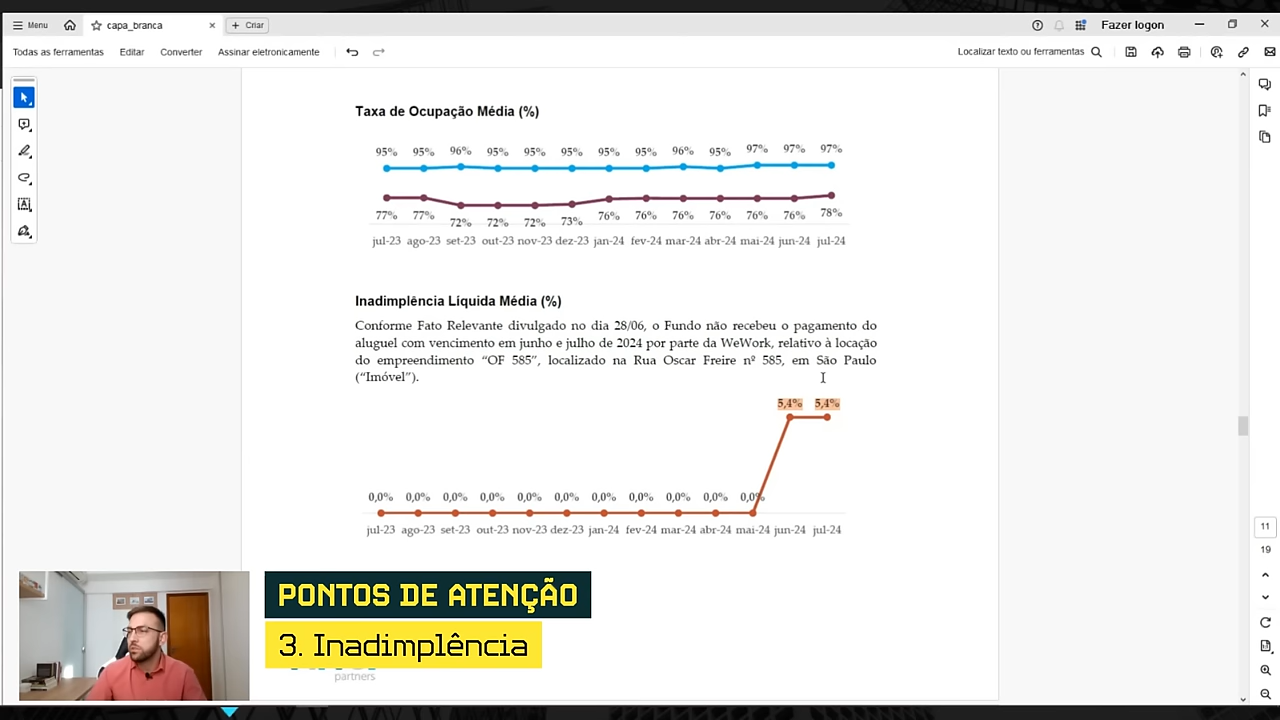 Menu
capa_branca
Criar
Fazer logon
Todas as ferramentas
Editar
Converter
Assinar eletronicamente
Localizar texto ou ferramentas
Taxa de Ocupação Média (%)
95% 95% 96% 95% 95% 95% 95% 95% 96% 95% 97% 97% 97%
77% 77% 72% 72% 72% 73% 76% 76% 76% 76% 76% 76% 78%
jul-23 ago-23 set-23 out-23 nov-23 dez-23 jan-24 fev-24 mar-24 abr-24 mai-24 jun-24 jul-24
Inadimplência Líquida Média (%)
Conforme Fato Relevante divulgado no dia 28/06, o Fundo não recebeu o pagamento do
aluguel com vencimento em junho e julho de 2024 por parte da WeWork, relativo à locação
do empreendimento “OF 585”, localizado na Rua Oscar Freire nº 585, em São Paulo
(“Imóvel”).
5,4% 5,4%
0,0% 0,0% 0,0% 0,0% 0,0% 0,0% 0,0% 0,0% 0,0% 0,0% 0,0%
jul-23 ago-23 set-23 out-23 nov-23 dez-23 jan-24 fev-24 mar-24 abr-24 mai-24 jun-24 jul-24
11
19
PONTOS DE ATENÇÃO
3. Inadimplência
partners